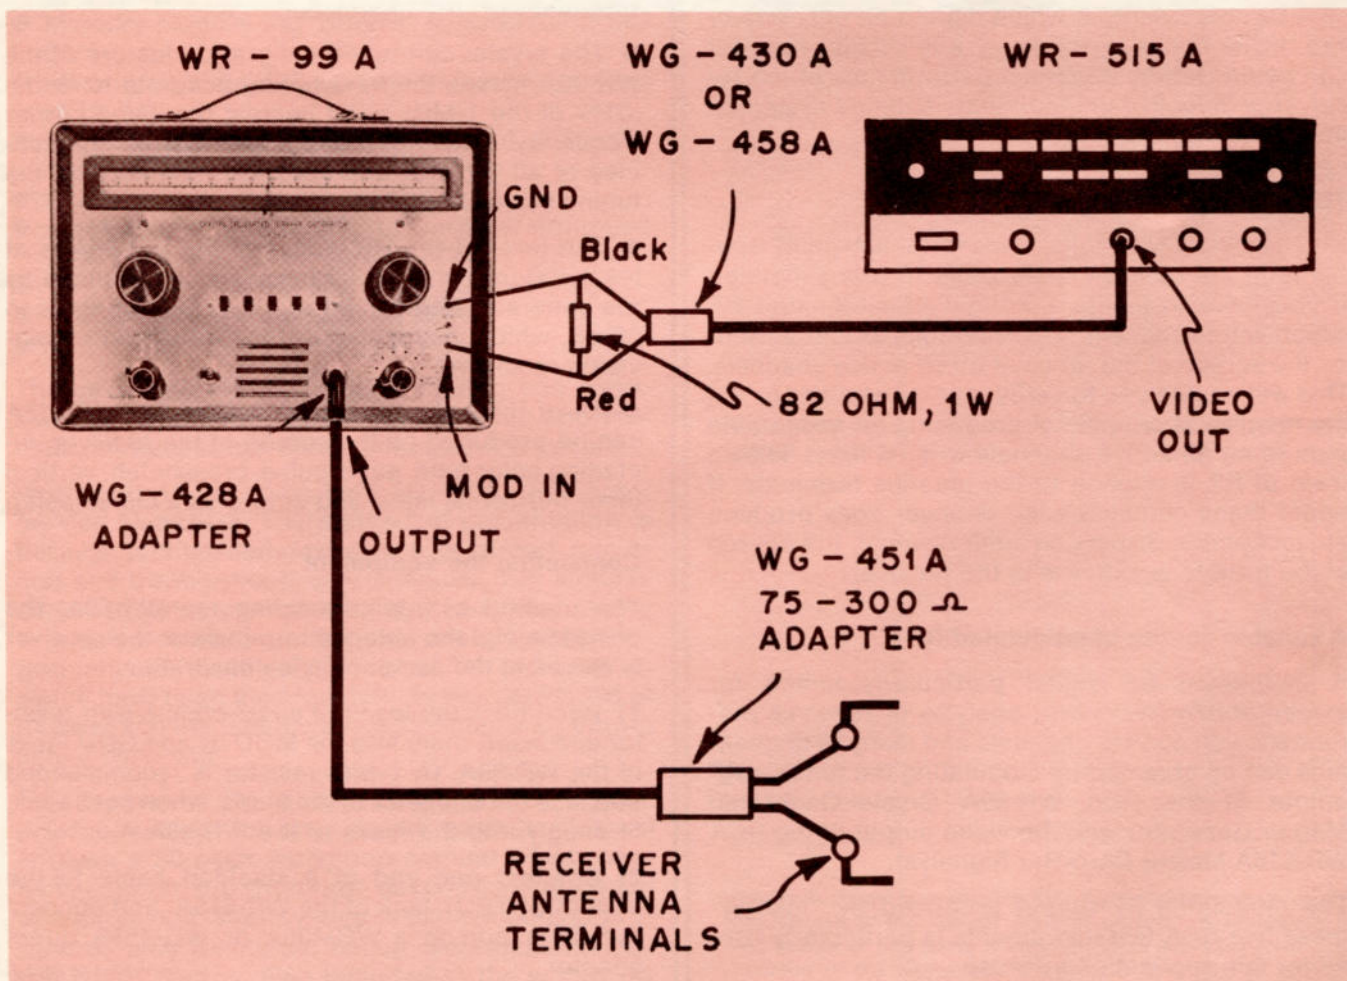 WR - 99 A
WG - 430 A
OR
WG - 458 A
WR - 515 A
GND
Black
Red
82 OHM, 1W
VIDEO
OUT
MOD IN
WG - 428 A
ADAPTER
OUTPUT
WG - 451 A
75 - 300 Ω
ADAPTER
RECEIVER
ANTENNA
TERMINALS